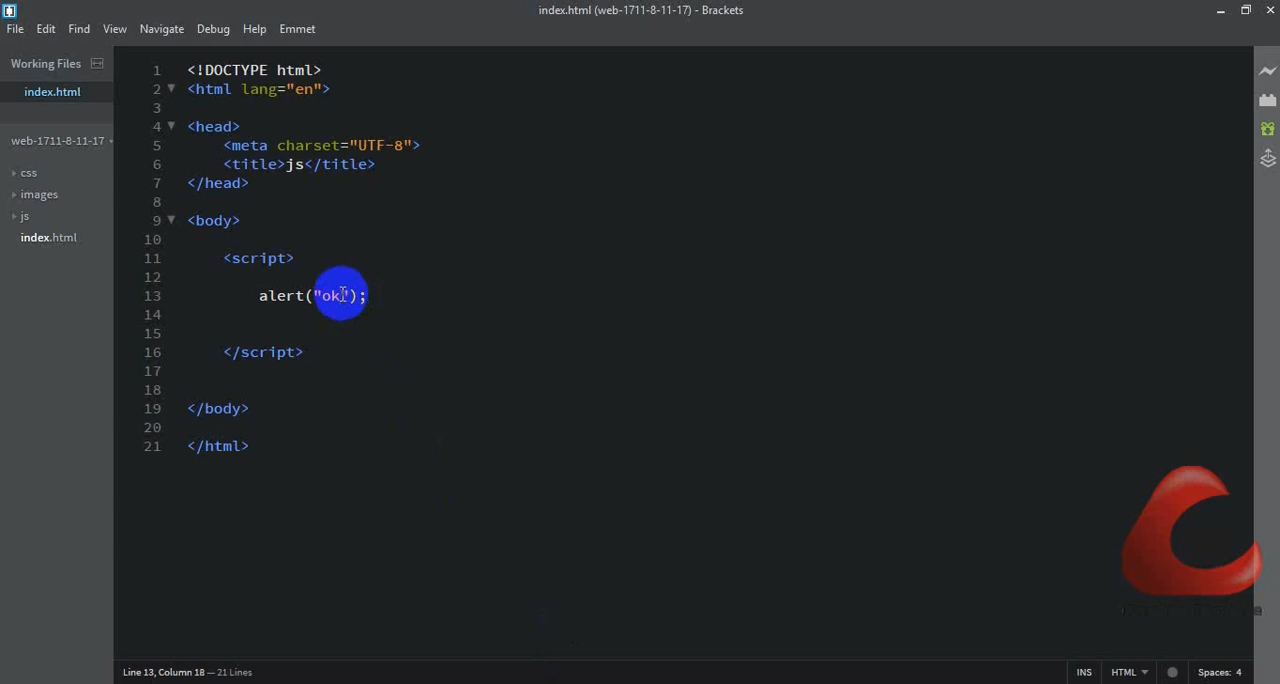 index.html (web-1711-8-11-17) - Brackets
File Edit Find View Navigate Debug Help Emmet
Working Files
index.html
web-1711-8-11-17
css
images
js
index.html
1 <!DOCTYPE html>
2 <html lang="en">
3
4 <head>
5 <meta charset="UTF-8">
6 <title>js</title>
7 </head>
8
9 <body>
10
11 <script>
12
13 alert("ok");
14
15
16 </script>
17
18
19 </body>
20
21 </html>
Line 13, Column 18 — 21 Lines
INS HTML Spaces: 4